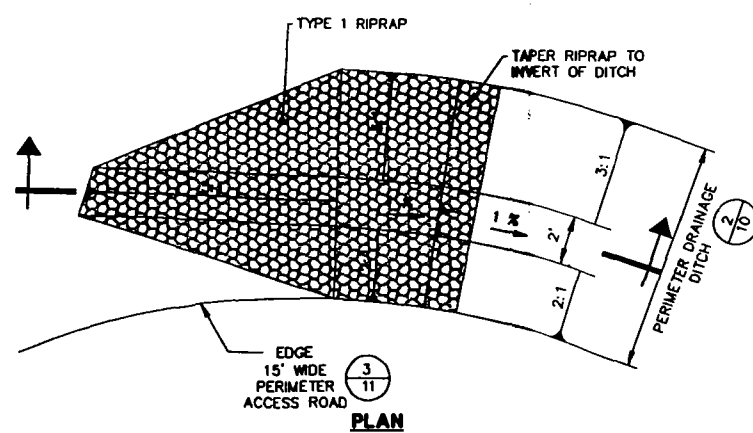 TYPE 1 RIPRAP
TAPER RIPRAP TO
INVERT OF DITCH
3:1
1 %
2'
2:1
PERIMETER DRAINAGE
DITCH
2
10
EDGE
15' WIDE
PERIMETER
ACCESS ROAD
3
11
PLAN